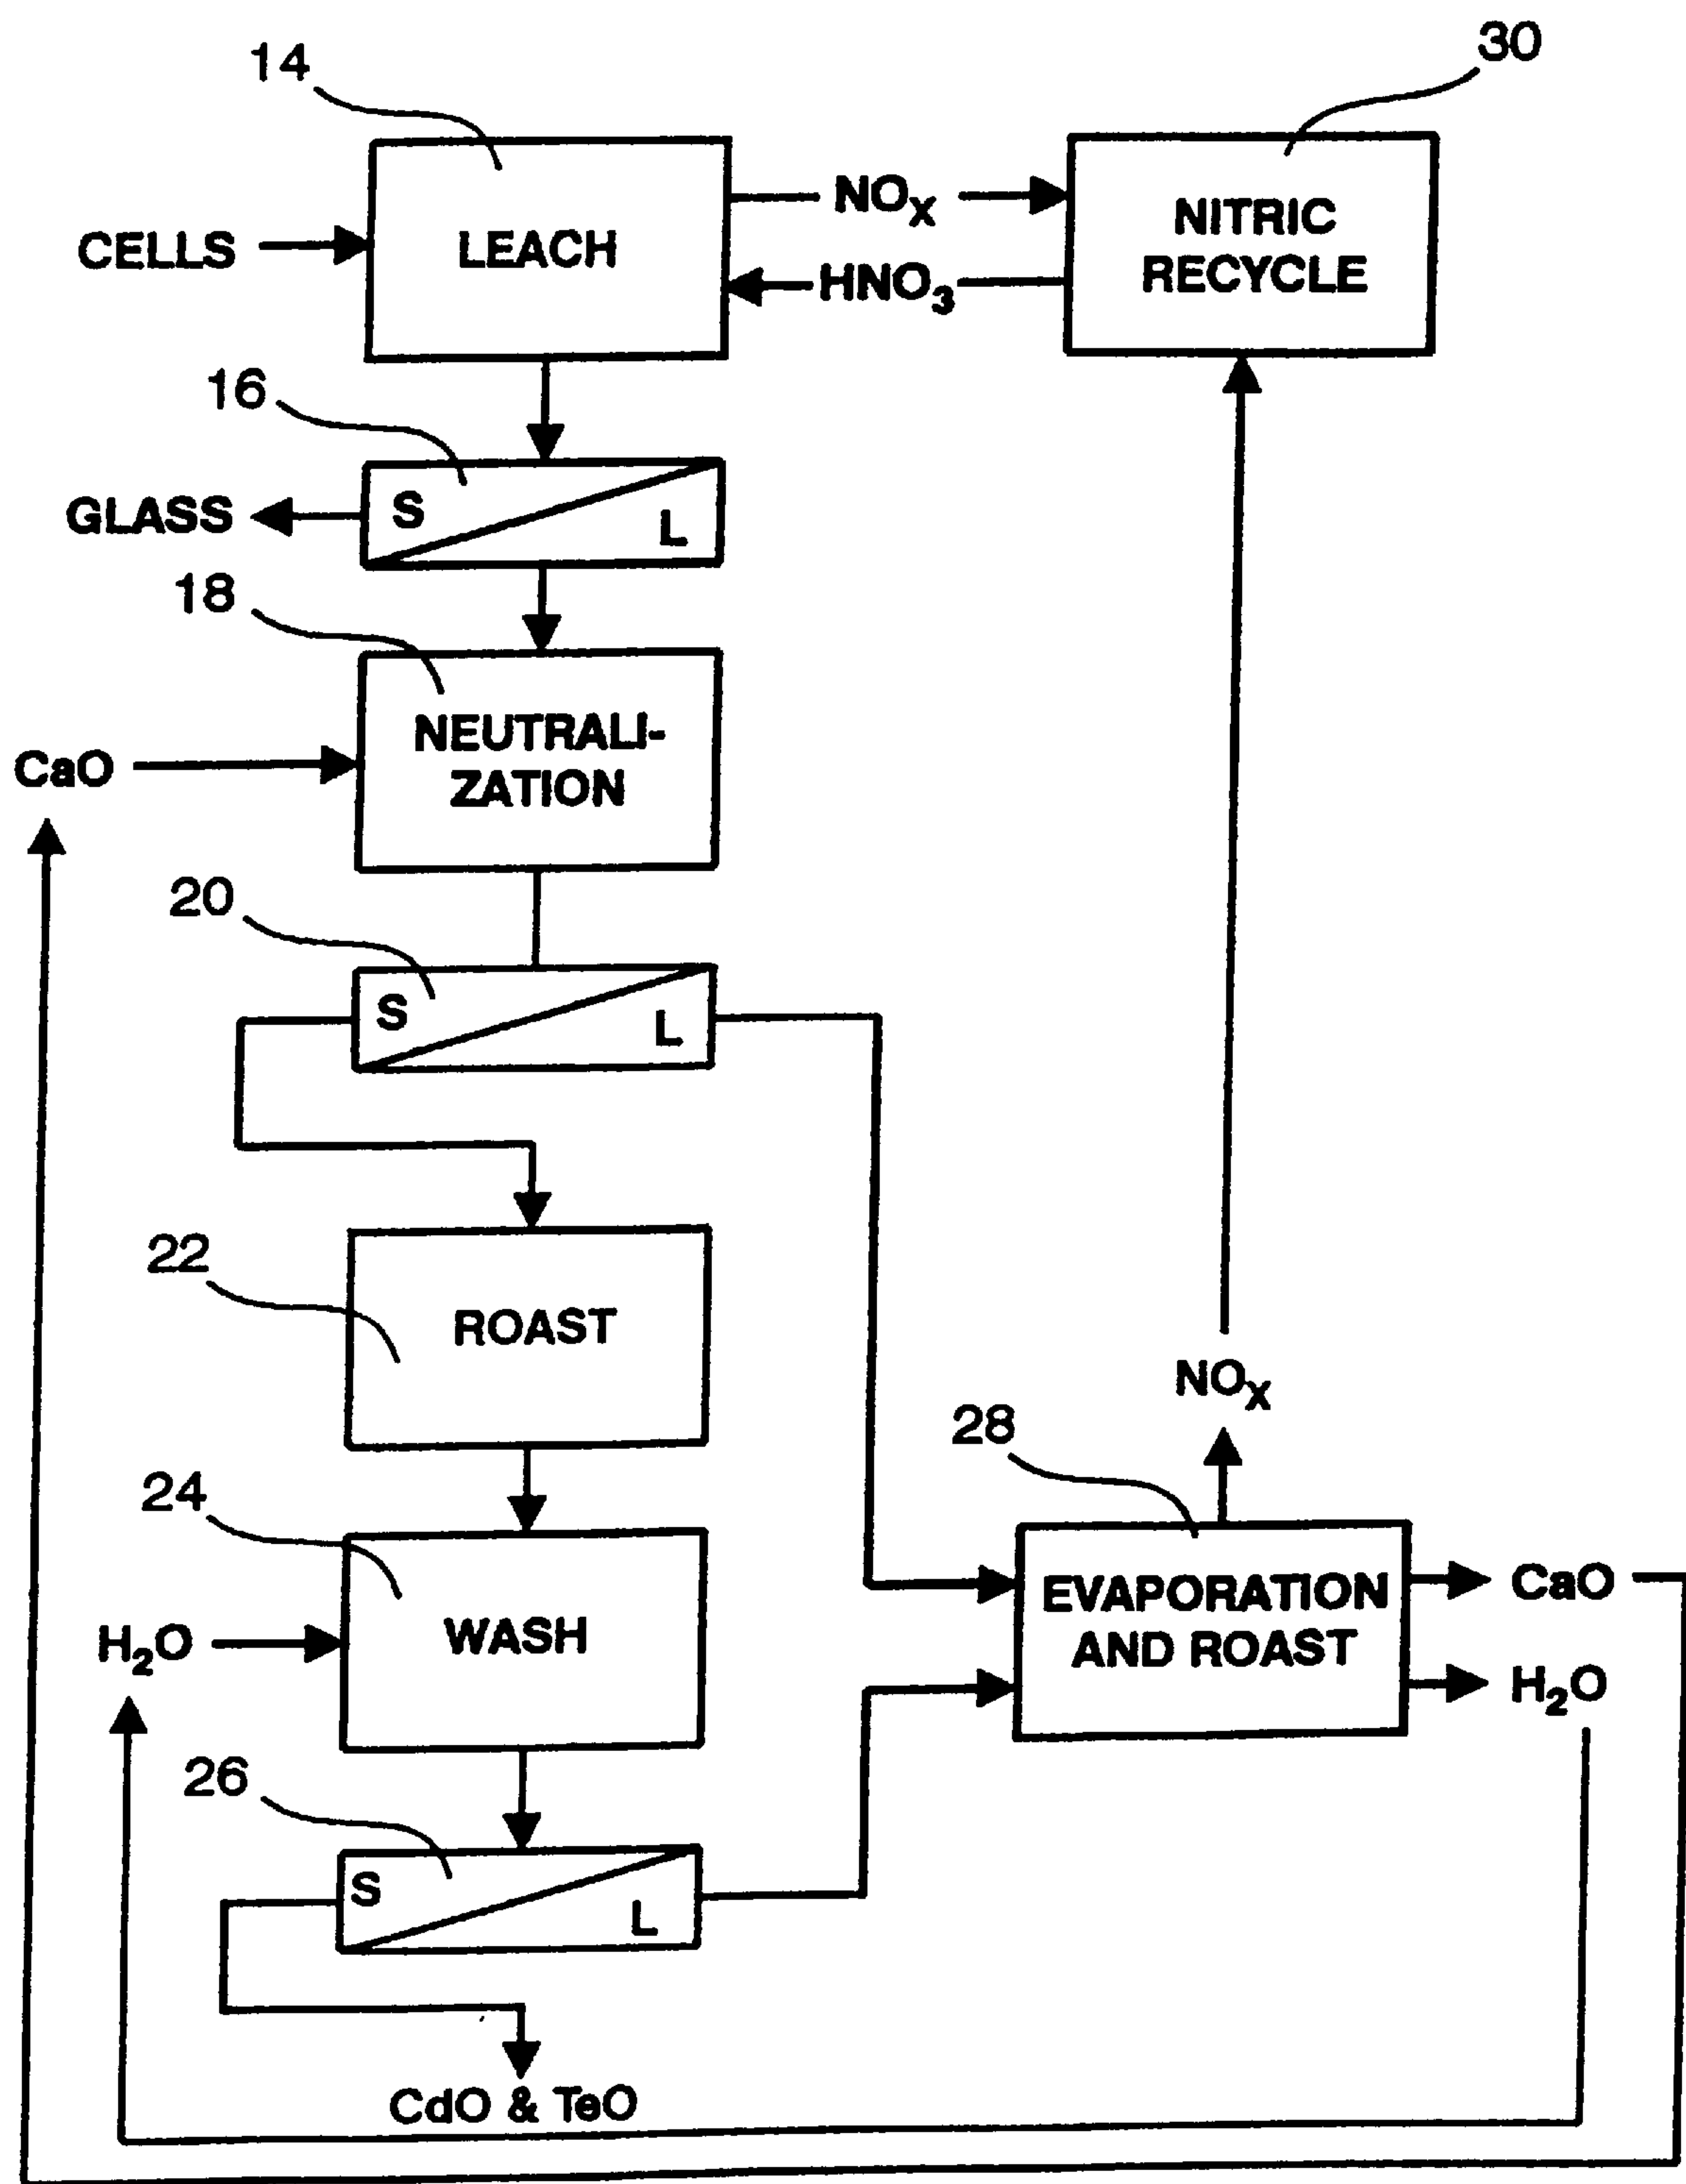 14
30
CELLS
LEACH
NOX
HNO3
NITRIC
RECYCLE
16
GLASS
S
L
18
CaO
NEUTRALI-
ZATION
20
S
L
22
ROAST
NOX
28
24
H2O
WASH
EVAPORATION
AND ROAST
CaO
H2O
26
S
L
CdO & TeO